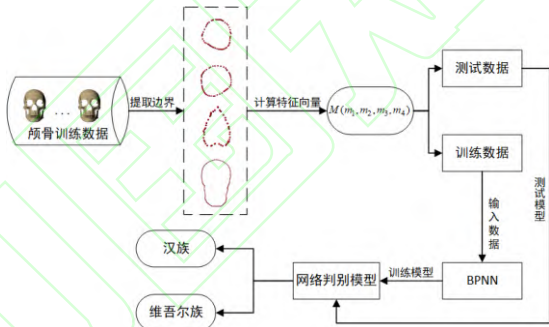 颅骨训练数据
提取边界
计算特征向量
M(m₁,m₂,m₃,m₄)
测试数据
训练数据
输入数据
测试模型
BPNN
训练模型
网络判别模型
汉族
维吾尔族